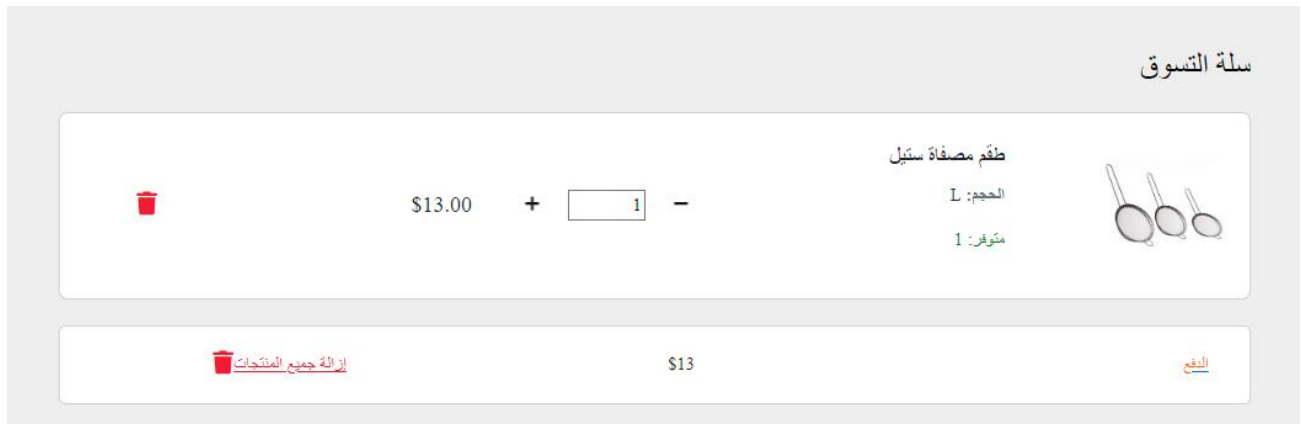 سلة التسوق
طقم مصفاة ستيل
الحجم: L
متوفر: 1
− 1 + $13.00
الدفع $13 إزالة جميع المنتجات